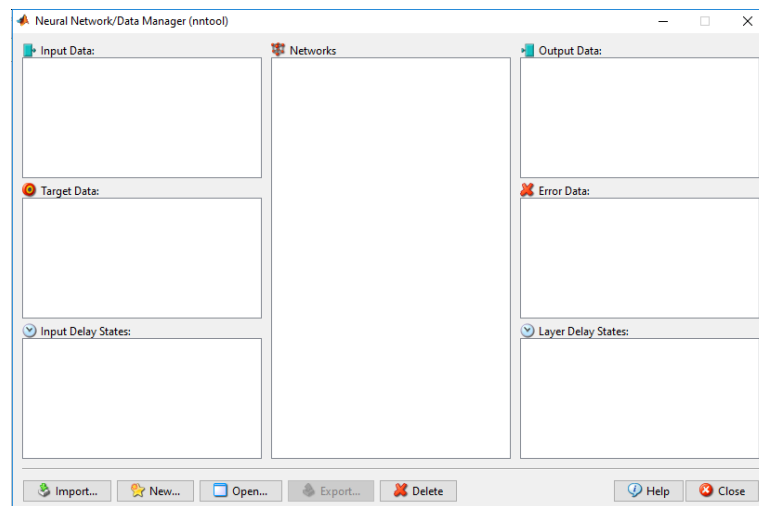 Neural Network/Data Manager (nntool)
Input Data:
Networks
Output Data:
Target Data:
Error Data:
Input Delay States:
Layer Delay States:
Import...
New...
Open...
Export...
Delete
Help
Close